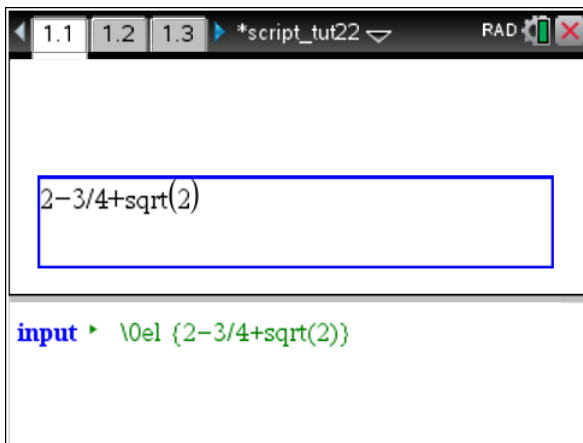 1.1 1.2 1.3 *script_tut22 RAD
2−3/4+sqrt(2)
input ▸ \0el {2−3/4+sqrt(2)}